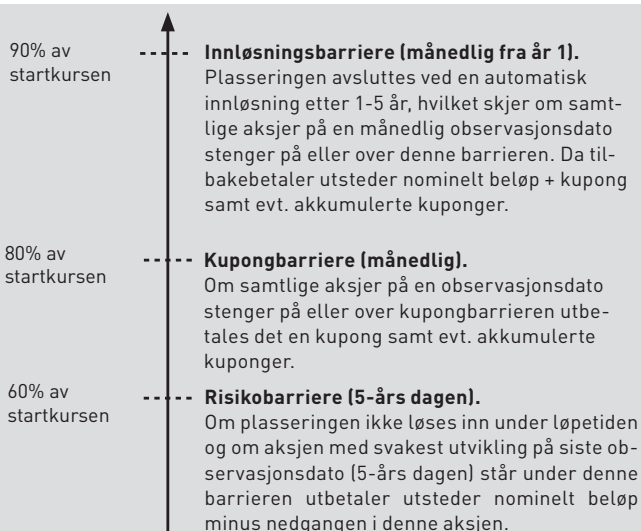 90% av
startkursen
Innløsningsbarriere (månedlig fra år 1).
Plasseringen avsluttes ved en automatisk
innløsning etter 1-5 år, hvilket skjer om samt-
lige aksjer på en månedlig observasjonsdato
stenger på eller over denne barrieren. Da til-
bakebetaler utsteder nominelt beløp + kupong
samt evt. akkumulerte kuponger.
80% av
startkursen
Kupongbarriere (månedlig).
Om samtlige aksjer på en observasjonsdato
stenger på eller over kupongbarrieren utbe-
tales det en kupong samt evt. akkumulerte
kuponger.
60% av
startkursen
Risikobarriere (5-års dagen).
Om plasseringen ikke løses inn under løpetiden
og om aksjen med svakest utvikling på siste ob-
servasjonsdato (5-års dagen) står under denne
barrieren utbetaler utsteder nominelt beløp
minus nedgangen i denne aksjen.